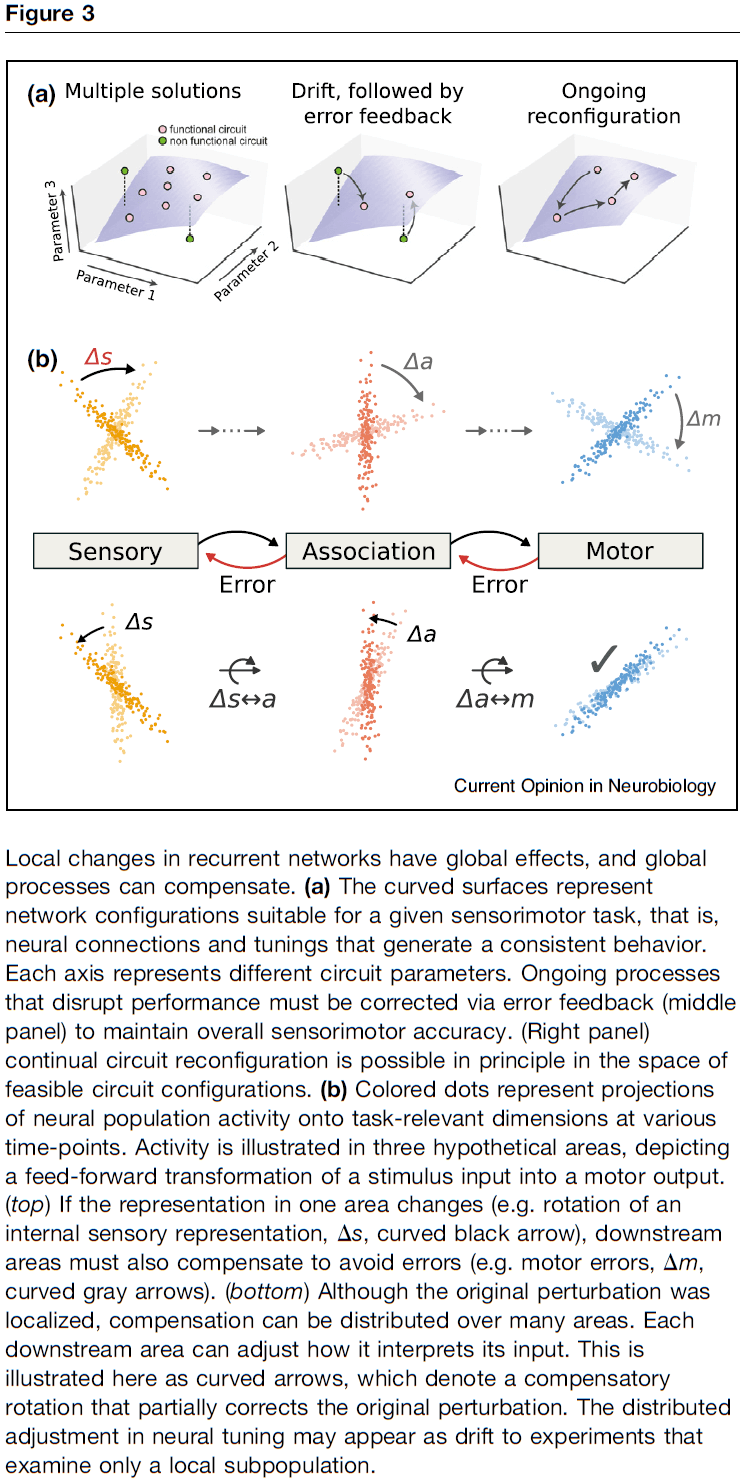 Figure 3
(a) Multiple solutions
Drift, followed by
error feedback
Ongoing
reconfiguration
functional circuit
non functional circuit
Parameter 3
Parameter 1
Parameter 2
(b)
Δs
Δa
Δm
Sensory
Association
Motor
Error
Error
Δs
Δa
Δs↔a
Δa↔m
✓
Current Opinion in Neurobiology
Local changes in recurrent networks have global effects, and global
processes can compensate. (a) The curved surfaces represent
network configurations suitable for a given sensorimotor task, that is,
neural connections and tunings that generate a consistent behavior.
Each axis represents different circuit parameters. Ongoing processes
that disrupt performance must be corrected via error feedback (middle
panel) to maintain overall sensorimotor accuracy. (Right panel)
continual circuit reconfiguration is possible in principle in the space of
feasible circuit configurations. (b) Colored dots represent projections
of neural population activity onto task-relevant dimensions at various
time-points. Activity is illustrated in three hypothetical areas, depicting
a feed-forward transformation of a stimulus input into a motor output.
(top) If the representation in one area changes (e.g. rotation of an
internal sensory representation, Δs, curved black arrow), downstream
areas must also compensate to avoid errors (e.g. motor errors, Δm,
curved gray arrows). (bottom) Although the original perturbation was
localized, compensation can be distributed over many areas. Each
downstream area can adjust how it interprets its input. This is
illustrated here as curved arrows, which denote a compensatory
rotation that partially corrects the original perturbation. The distributed
adjustment in neural tuning may appear as drift to experiments that
examine only a local subpopulation.